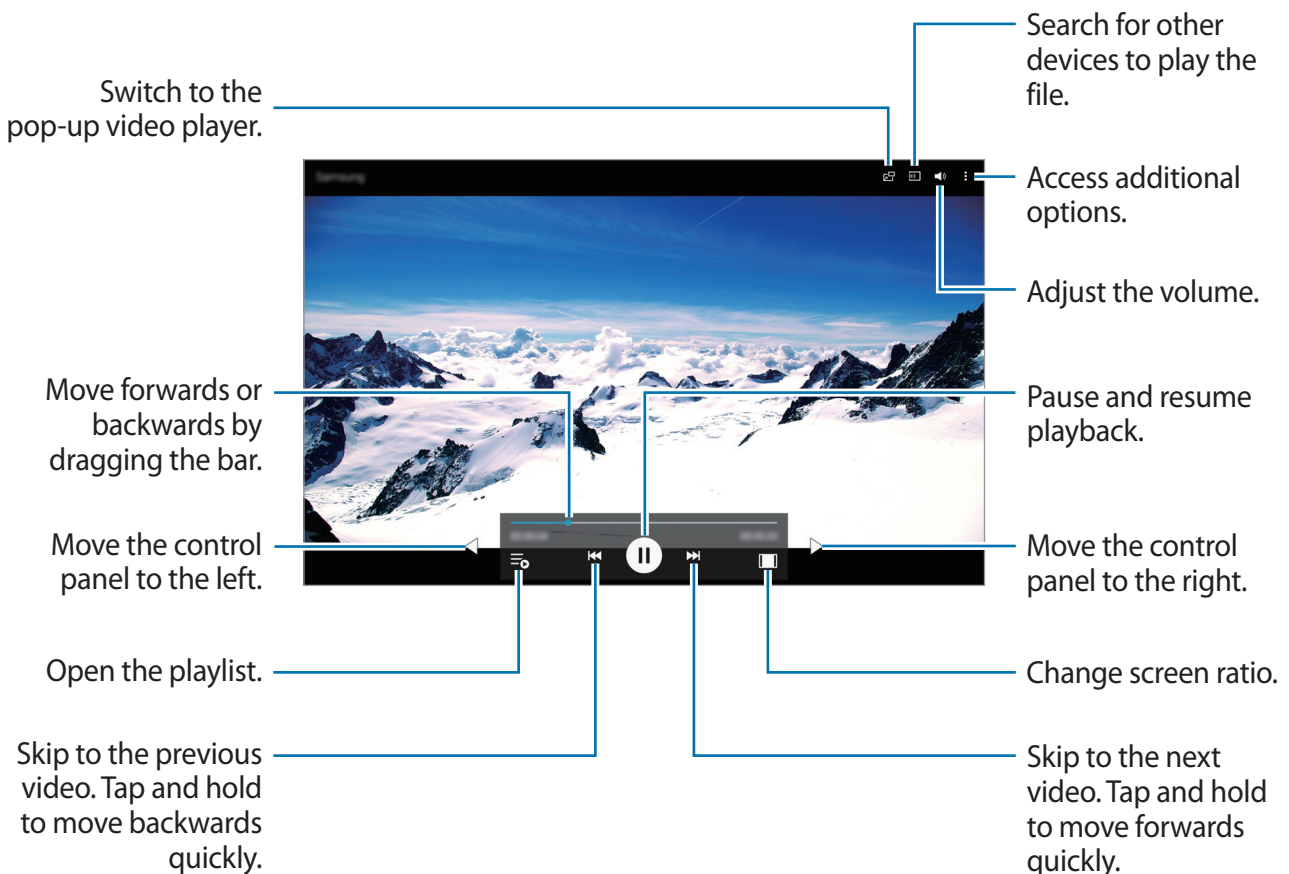 Search for other
devices to play the
file.
Switch to the
pop-up video player.
Samsung
Access additional
options.
Adjust the volume.
Move forwards or
backwards by
dragging the bar.
Pause and resume
playback.
Move the control
panel to the left.
Move the control
panel to the right.
Open the playlist.
Change screen ratio.
Skip to the previous
video. Tap and hold
to move backwards
quickly.
Skip to the next
video. Tap and hold
to move forwards
quickly.